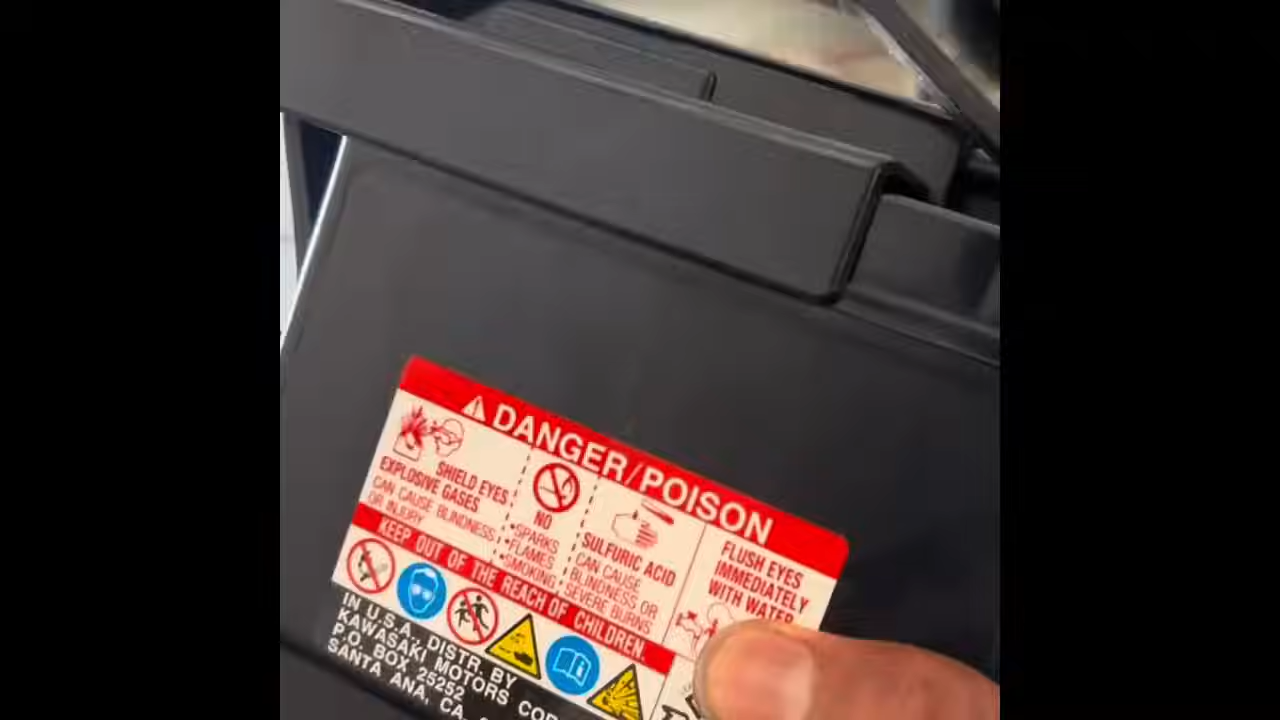 DANGER/POISON
SHIELD EYES
EXPLOSIVE GASES
CAN CAUSE BLINDNESS
OR INJURY
NO
•SPARKS
•FLAMES
•SMOKING
SULFURIC ACID
CAN CAUSE
BLINDNESS OR
SEVERE BURNS
FLUSH EYES
IMMEDIATELY
WITH WATER
KEEP OUT OF THE REACH OF CHILDREN.
IN U.S.A., DISTR. BY
KAWASAKI MOTORS
P.O. BOX 25252
SANTA ANA, CA.